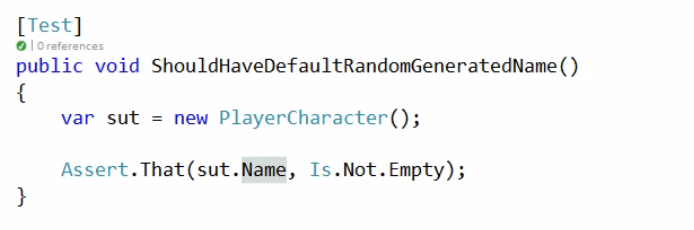 [Test]
| 0 references
public void ShouldHaveDefaultRandomGeneratedName()
{
var sut = new PlayerCharacter();
Assert.That(sut.Name, Is.Not.Empty);
}